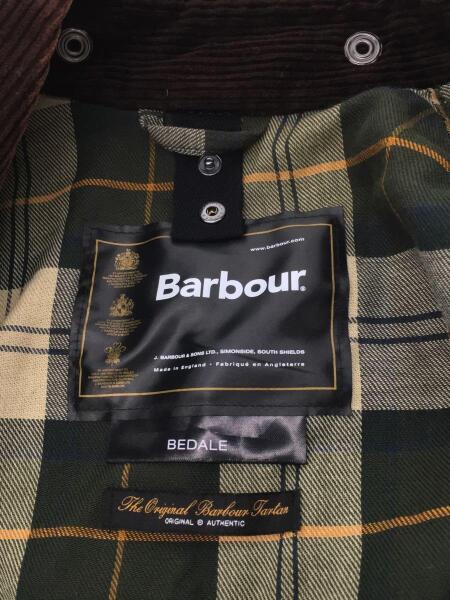 www.barbour.com
Barbour®
J. BARBOUR & SONS LTD., SIMONSIDE, SOUTH SHIELDS
Made in England - Fabriqué en Angleterre
BEDALE
The Original Barbour Tartan
ORIGINAL & AUTHENTIC